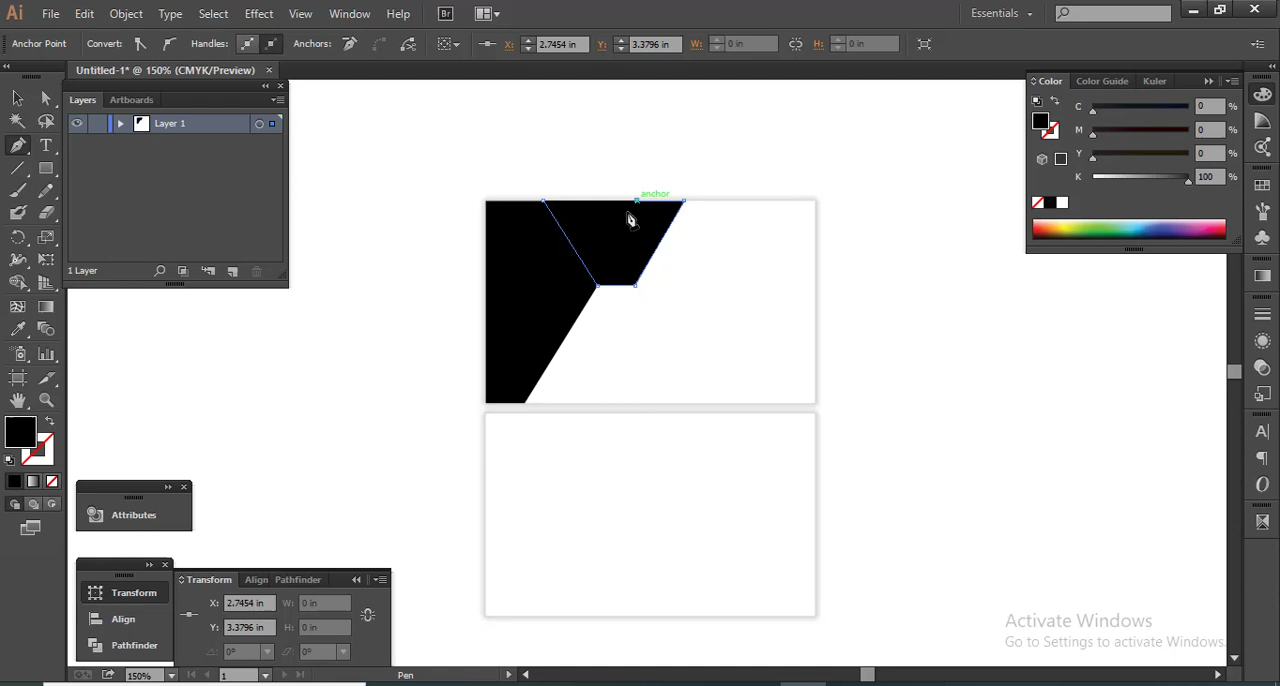 Ai File Edit Object Type Select Effect View Window Help Br Essentials
Anchor Point Convert: Handles: Anchors: X: 2.7454 in Y: 3.3796 in W: 0 in H: 0 in
Untitled-1* @ 150% (CMYK/Preview)
Layers Artboards
Layer 1
1 Layer
Color Color Guide Kuler
C 0 %
M 0 %
Y 0 %
K 100 %
anchor
Attributes
Transform
Align
Pathfinder
Transform Align Pathfinder
X: 2.7454 in W: 0 in
Y: 3.3796 in H: 0 in
0° 0°
Activate Windows
Go to Settings to activate Windows.
150% 1 Pen